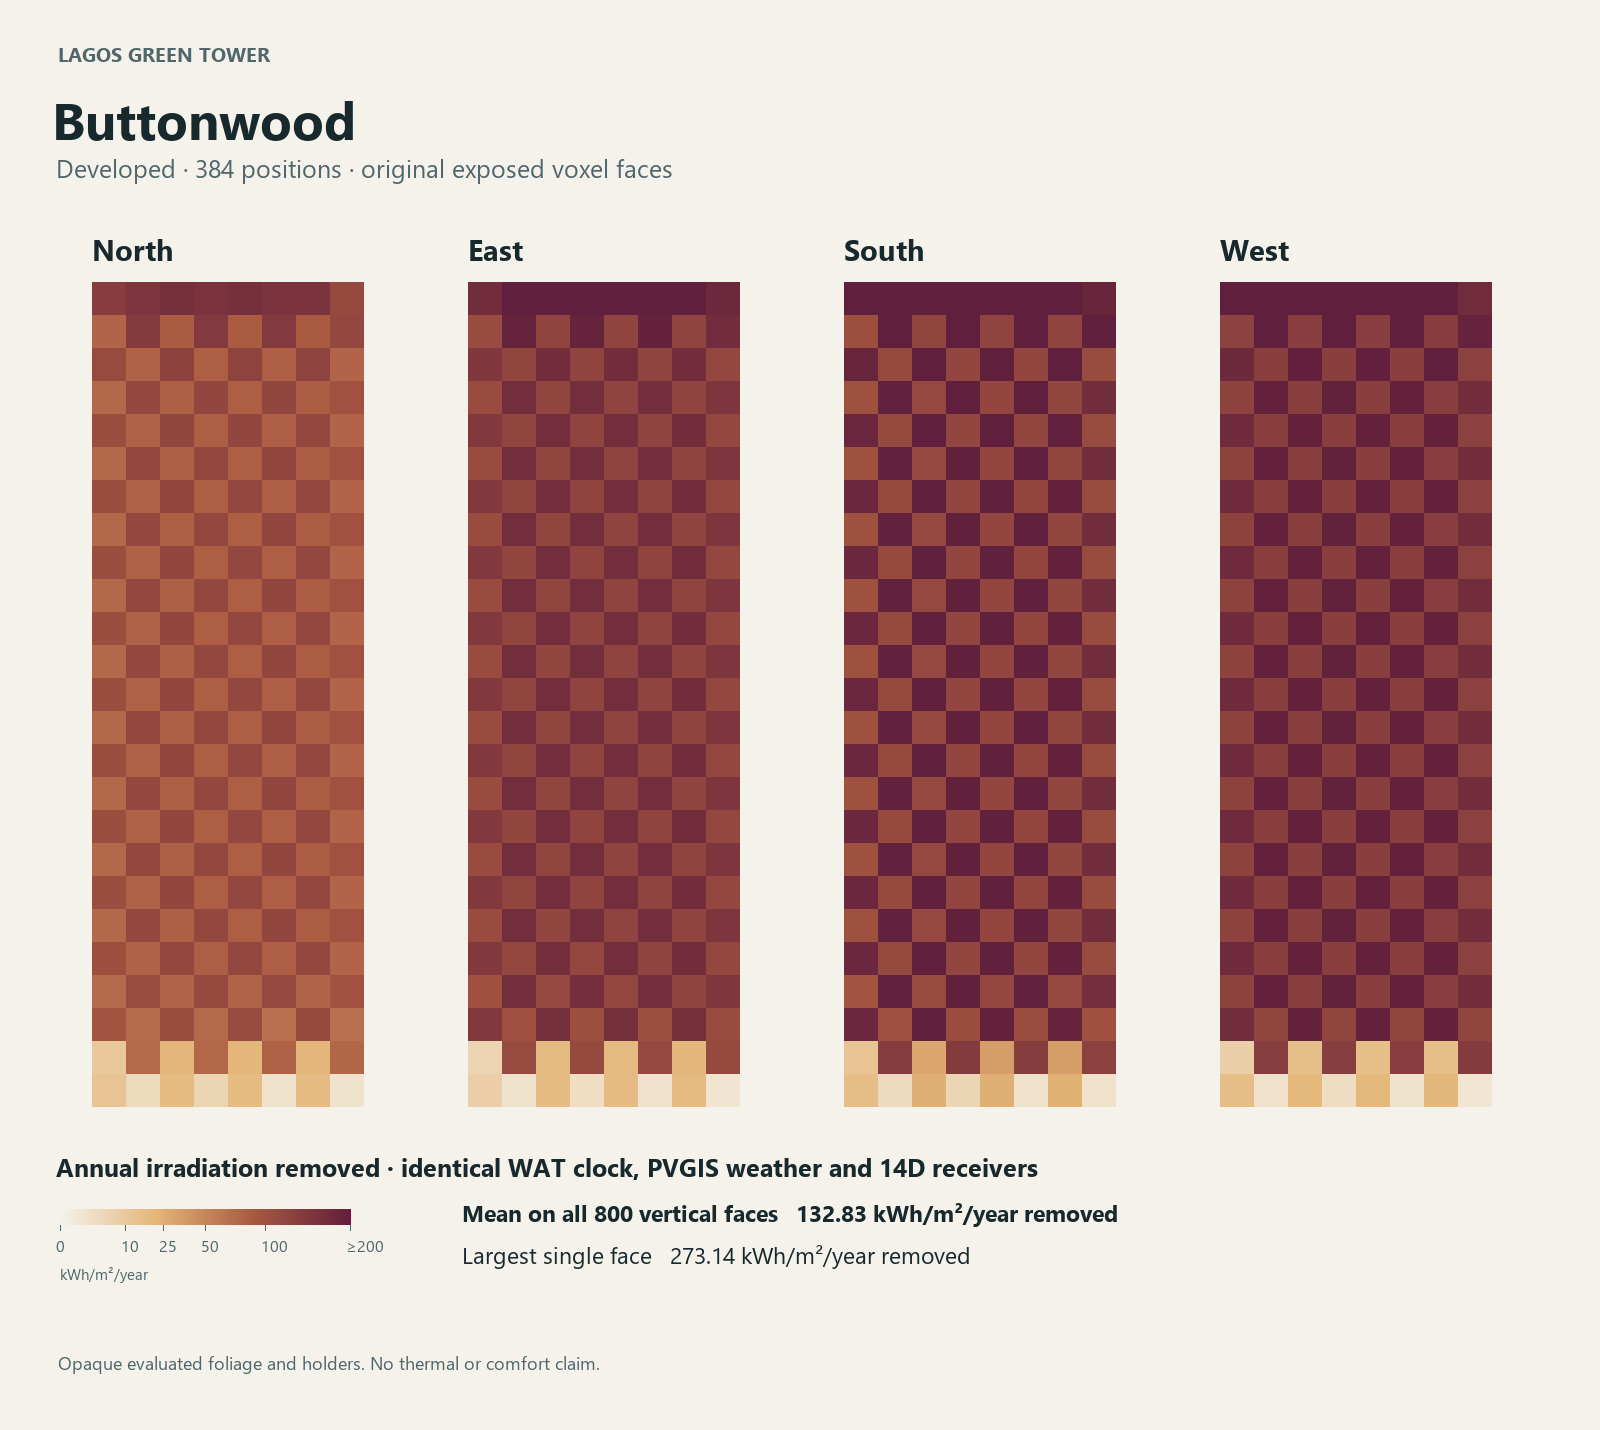 LAGOS GREEN TOWER
Buttonwood
Developed · 384 positions · original exposed voxel faces
North East South West
Annual irradiation removed · identical WAT clock, PVGIS weather and 14D receivers
Mean on all 800 vertical faces 132.83 kWh/m²/year removed
0 10 25 50 100 ≥200
Largest single face 273.14 kWh/m²/year removed
kWh/m²/year
Opaque evaluated foliage and holders. No thermal or comfort claim.